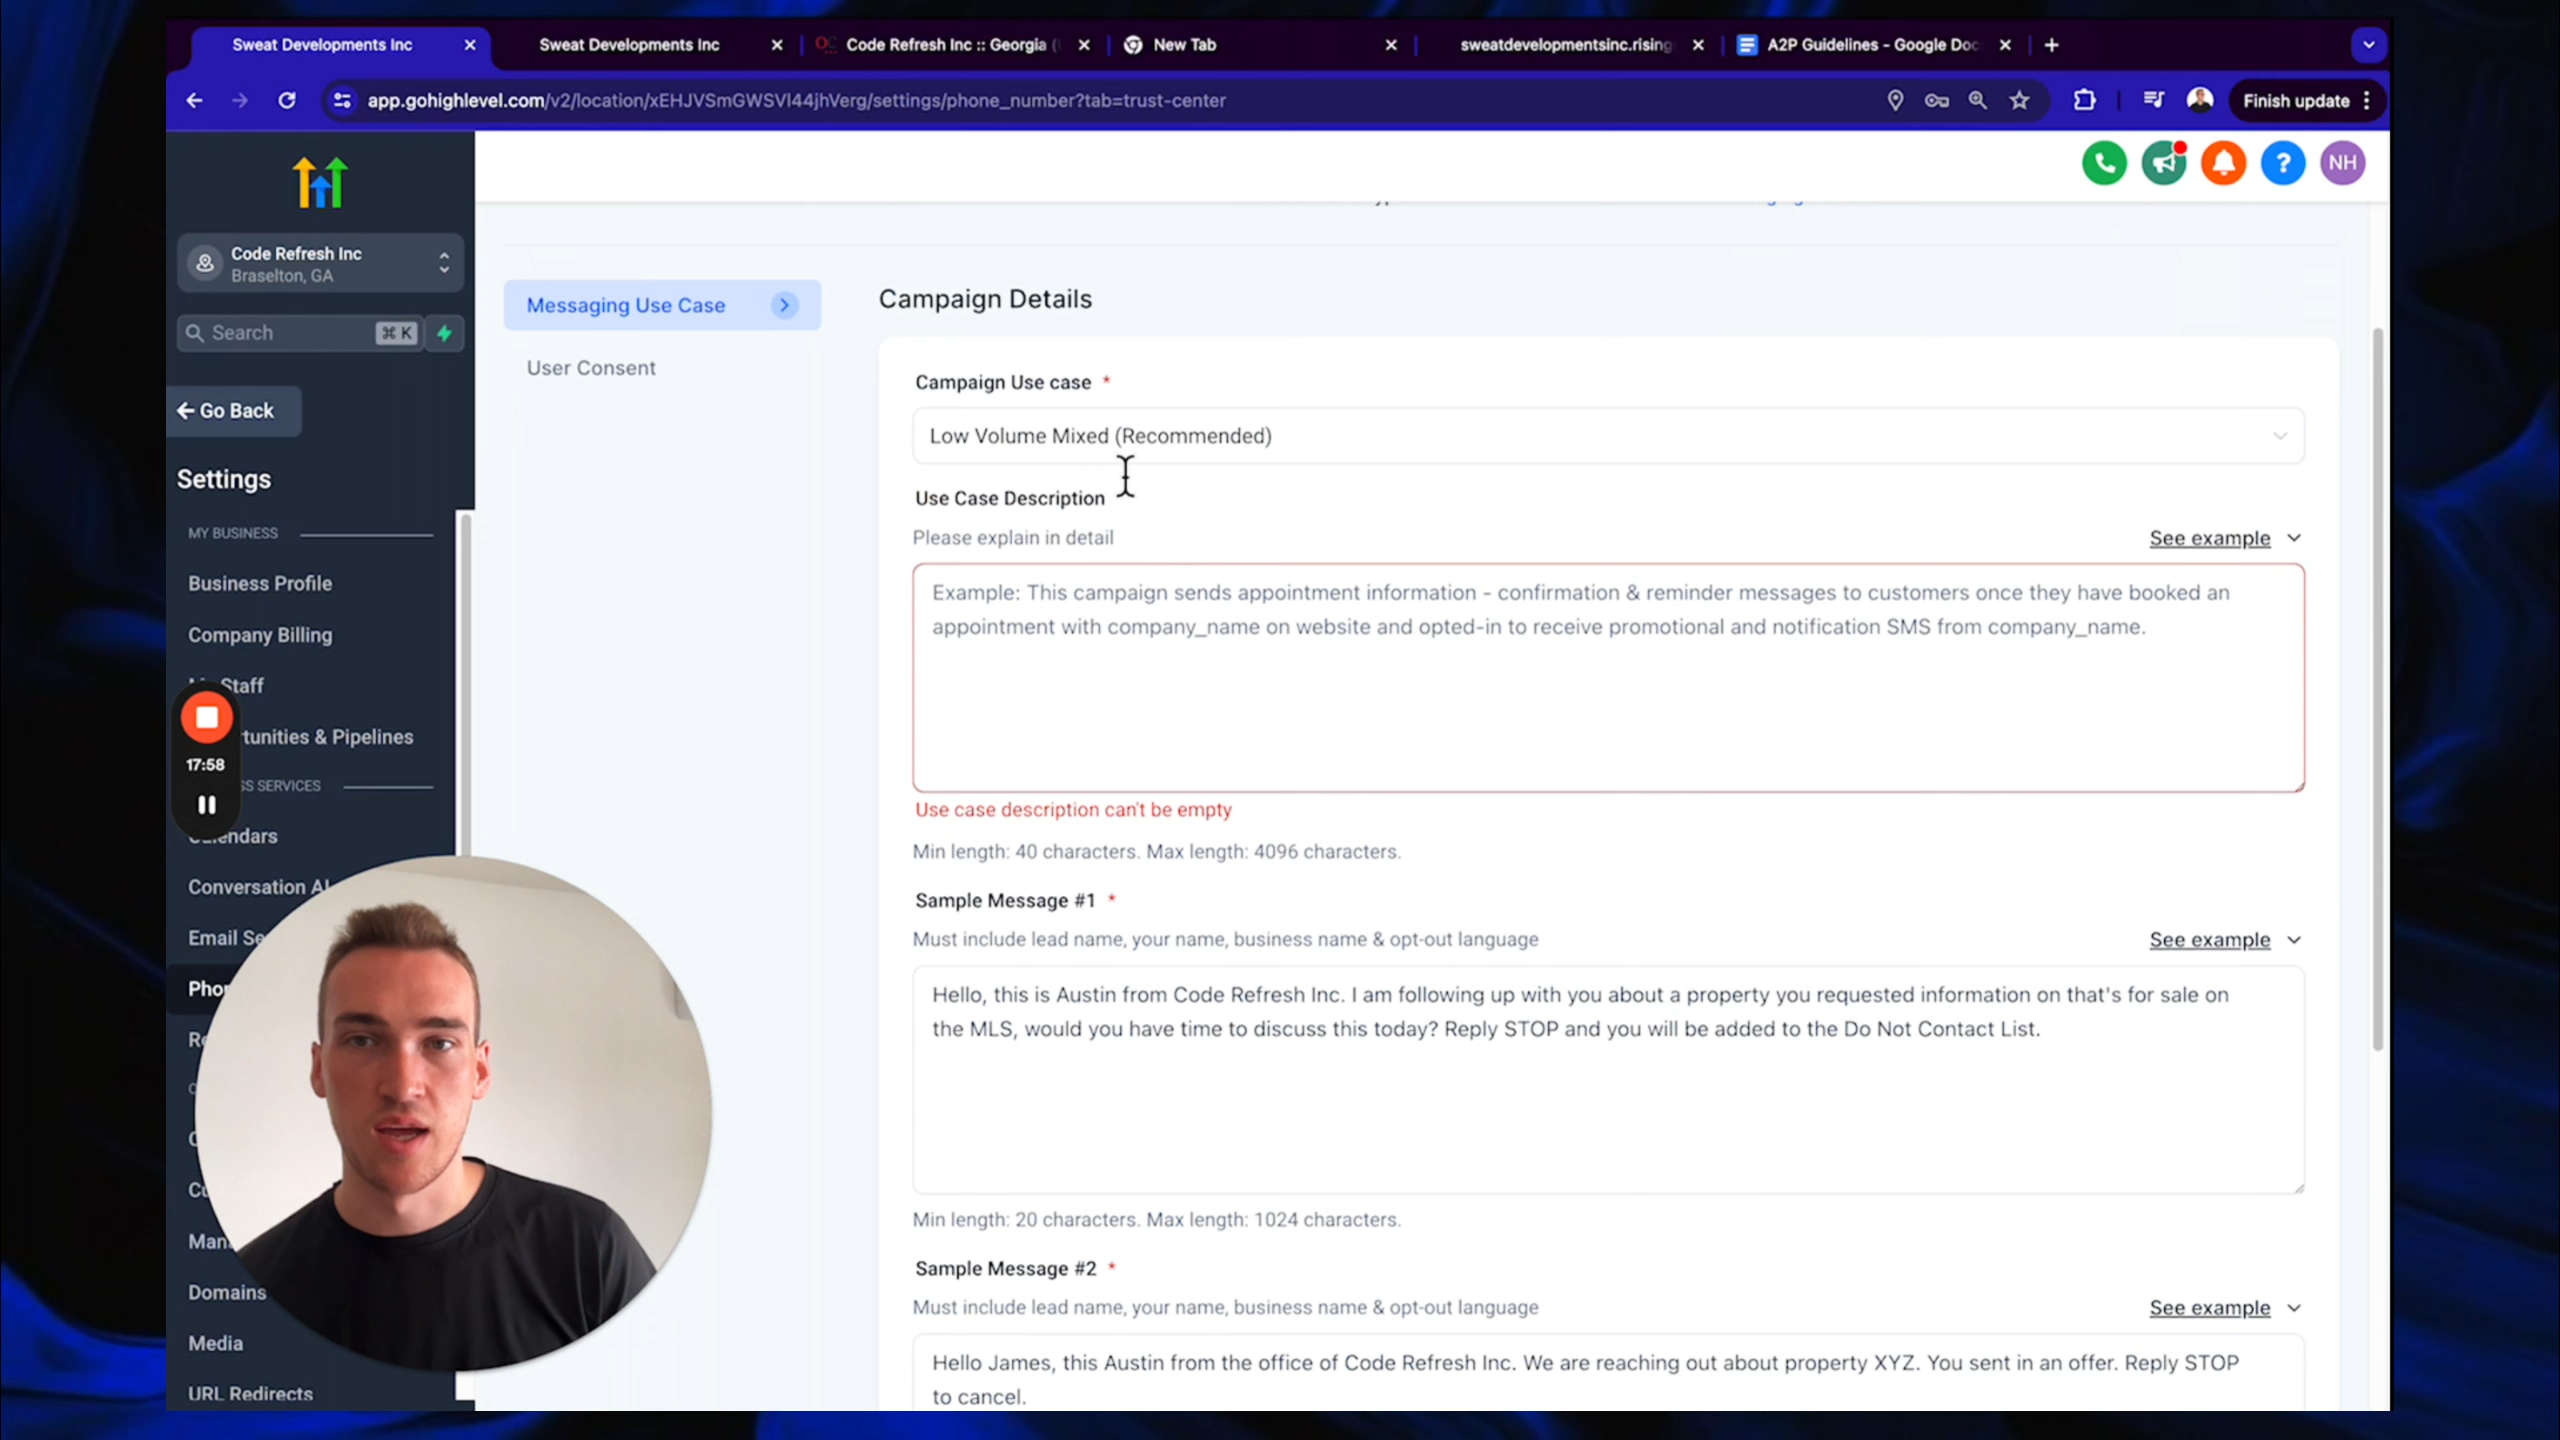 Sweat Developments Inc
Sweat Developments Inc
Code Refresh Inc :: Georgia (
New Tab
sweatdevelopmentsinc.rising
A2P Guidelines - Google Doc
app.gohighlevel.com/v2/location/xEHJVSmGWSVl44jhVerg/settings/phone_number?tab=trust-center
Finish update
NH
Code Refresh Inc
Braselton, GA
Search
⌘ K
Go Back
Settings
MY BUSINESS
Business Profile
Company Billing
Staff
rtunities & Pipelines
17:58
SS SERVICES
endars
Conversation AI
Email Se
Pho
Man
Domains
Media
URL Redirects
Messaging Use Case
User Consent
Campaign Details
Campaign Use case *
Low Volume Mixed (Recommended)
Use Case Description
Please explain in detail
See example
Example: This campaign sends appointment information - confirmation & reminder messages to customers once they have booked an
appointment with company_name on website and opted-in to receive promotional and notification SMS from company_name.
Use case description can't be empty
Min length: 40 characters. Max length: 4096 characters.
Sample Message #1 *
Must include lead name, your name, business name & opt-out language
See example
Hello, this is Austin from Code Refresh Inc. I am following up with you about a property you requested information on that's for sale on
the MLS, would you have time to discuss this today? Reply STOP and you will be added to the Do Not Contact List.
Min length: 20 characters. Max length: 1024 characters.
Sample Message #2 *
Must include lead name, your name, business name & opt-out language
See example
Hello James, this Austin from the office of Code Refresh Inc. We are reaching out about property XYZ. You sent in an offer. Reply STOP
to cancel.